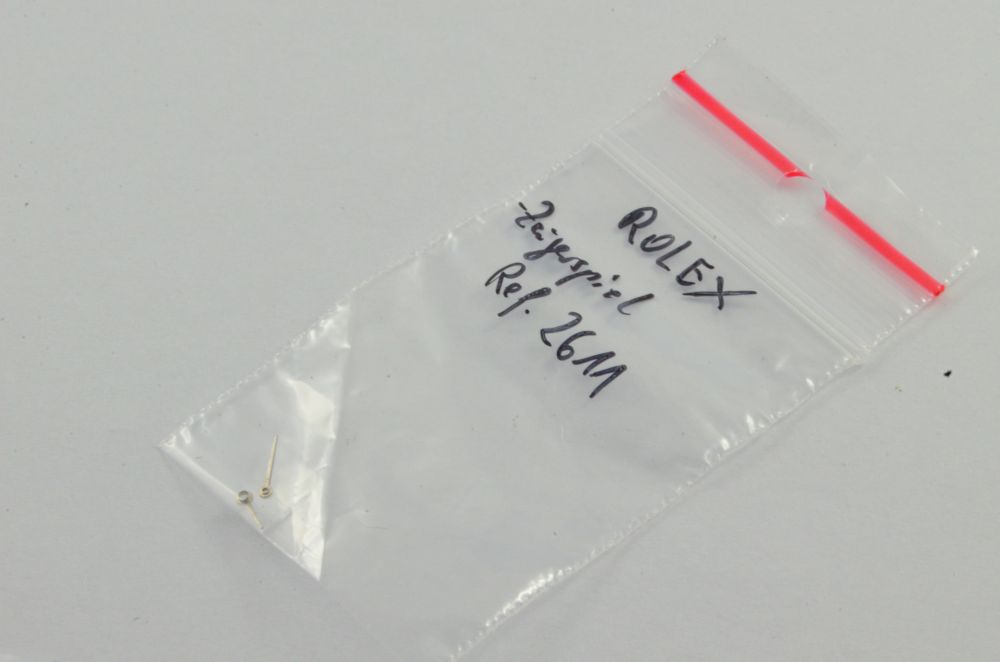 ROLEX
Zeigerspiel
Ref. 2611